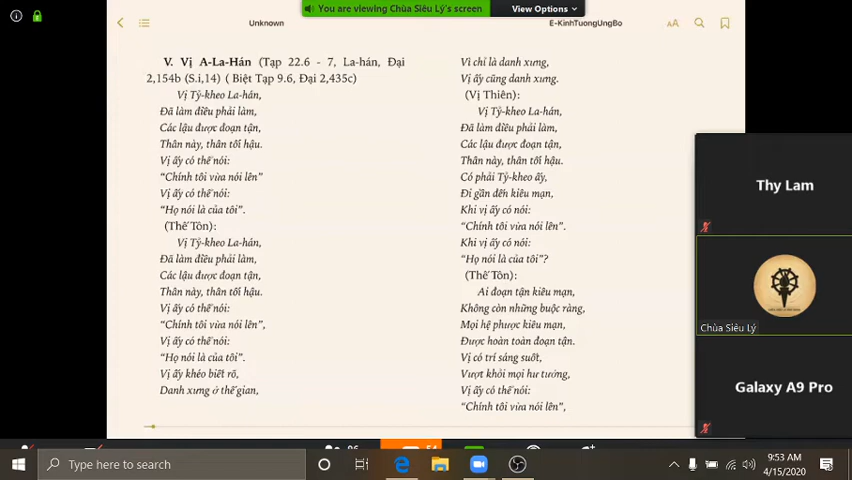 You are viewing Chùa Siêu Lý's screen
View Options
Unknown
E-KinhTuongUngBo
V. Vị A-La-Hán (Tạp 22.6 - 7, La-hán, Đại
2,154b (S.i,14) ( Biệt Tạp 9.6, Đại 2,435c)
Vị Tỷ-kheo La-hán,
Đã làm điều phải làm,
Các lậu được đoạn tận,
Thân này, thân tối hậu.
Vị ấy có thể nói:
“Chính tôi vừa nói lên”
Vị ấy có thể nói:
“Họ nói là của tôi”.
(Thế Tôn):
Vị Tỷ-kheo La-hán,
Đã làm điều phải làm,
Các lậu được đoạn tận,
Thân này, thân tối hậu.
Vị ấy có thể nói:
“Chính tôi vừa nói lên”,
Vị ấy có thể nói:
“Họ nói là của tôi”.
Vị ấy khéo biết rõ,
Danh xưng ở thế gian,
Vì chỉ là danh xưng,
Vị ấy cũng danh xưng.
(Vị Thiên):
Vị Tỷ-kheo La-hán,
Đã làm điều phải làm,
Các lậu được đoạn tận,
Thân này, thân tối hậu.
Có phải Tỷ-kheo ấy,
Đi gần đến kiêu mạn,
Khi vị ấy có nói:
“Chính tôi vừa nói lên”.
Khi vị ấy có nói:
“Họ nói là của tôi”?
(Thế Tôn):
Ai đoạn tận kiêu mạn,
Không còn những buộc ràng,
Mọi hệ phược kiêu mạn,
Được hoàn toàn đoạn tận.
Vị có trí sáng suốt,
Vượt khỏi mọi hư tưởng,
Vị ấy có thể nói:
“Chính tôi vừa nói lên”,
Thy Lam
Chùa Siêu Lý
Galaxy A9 Pro
Type here to search
9:53 AM
4/15/2020